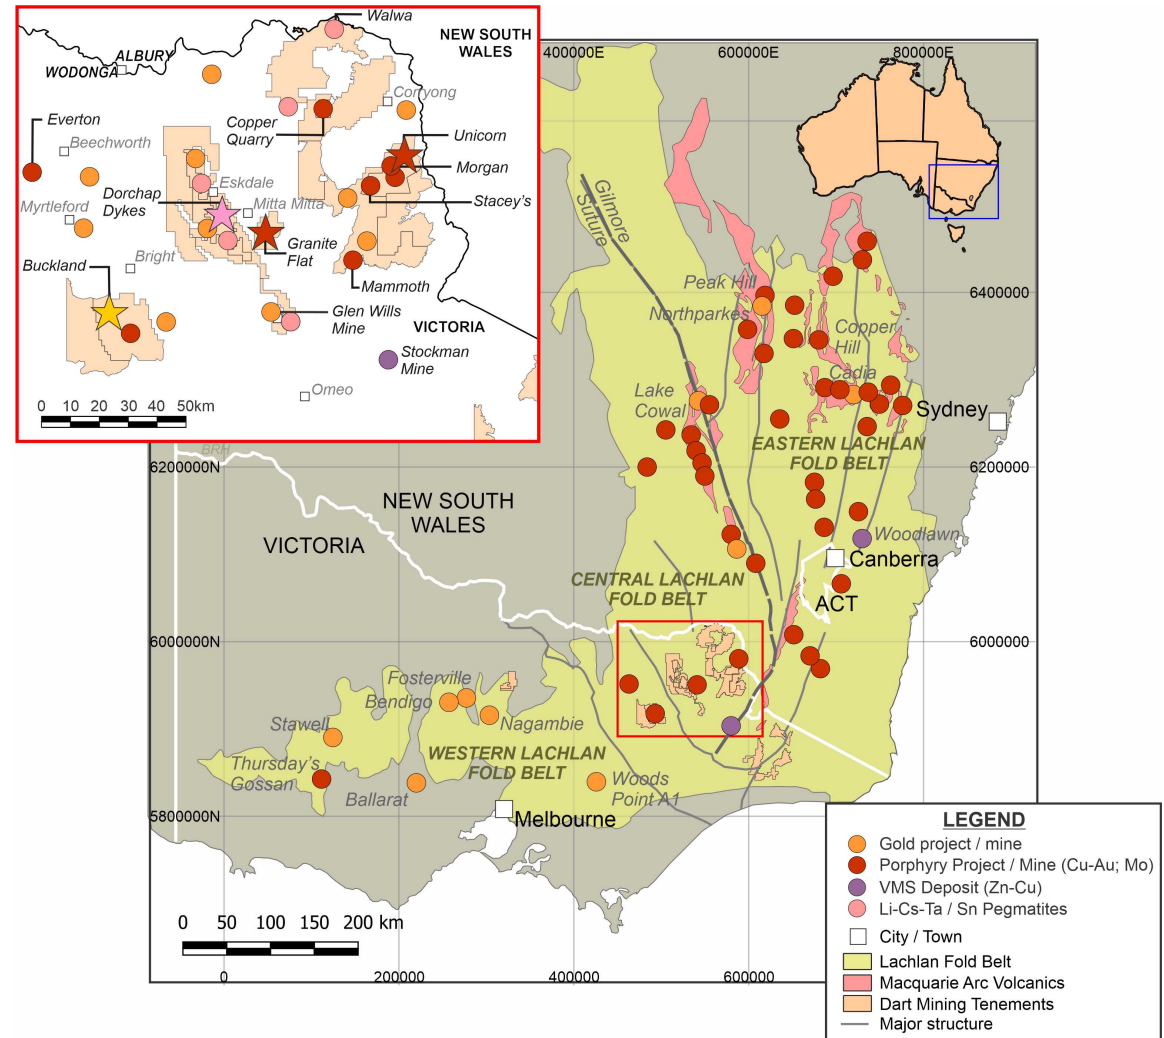 Walwa
NEW SOUTH
WALES
ALBURY
WODONGA
Corryong
Copper
Quarry
Unicorn
Everton
Beechworth
Morgan
Eskdale
Dorchap
Dykes
Mitta Mitta
Stacey's
Myrtleford
Granite
Flat
Bright
Buckland
Mammoth
Glen Wills
Mine
VICTORIA
Stockman
Mine
Omeo
0 10 20 30 40 50km
400000E
600000E
800000E
Gilmore
Suture
Peak Hill
Northparkes
6400000
Copper
Hill
Cadia
Lake
Cowal
Sydney
EASTERN LACHLAN
FOLD BELT
BRH
6200000N
6200000
NEW SOUTH
WALES
VICTORIA
Woodlawn
Canberra
CENTRAL LACHLAN
FOLD BELT
ACT
6000000N
6000000
Fosterville
Bendigo
Stawell
Nagambie
WESTERN LACHLAN
FOLD BELT
Thursday's
Gossan
Ballarat
Woods
Point A1
5800000N
Melbourne
0 50 100 150 200 km
0
200000
400000
600000
LEGEND
Gold project / mine
Porphyry Project / Mine (Cu-Au; Mo)
VMS Deposit (Zn-Cu)
Li-Cs-Ta / Sn Pegmatites
City / Town
Lachlan Fold Belt
Macquarie Arc Volcanics
Dart Mining Tenements
Major structure